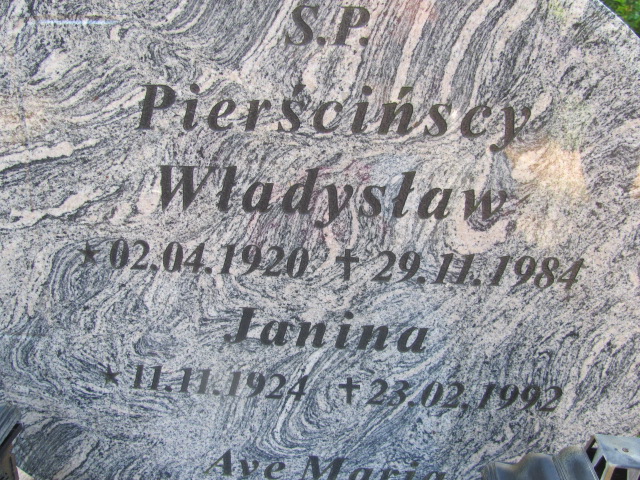 S.P.
Pierścińscy
Władysław
★ 02.04.1920 ✝ 29.11.1984
Janina
★ 11.11.1924 ✝ 23.02.1992
Ave Maria